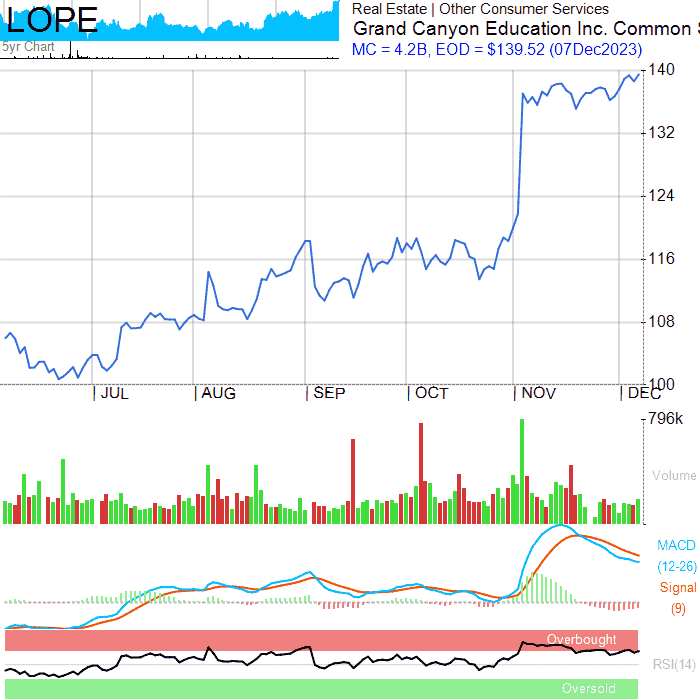 LOPE
5yr Chart
Real Estate | Other Consumer Services
Grand Canyon Education Inc. Common S
MC = 4.2B, EOD = $139.52 (07Dec2023)
140
132
124
116
108
100
JUL AUG SEP OCT NOV DEC
796k
Volume
MACD
(12-26)
Signal
(9)
Overbought
RSI(14)
Oversold